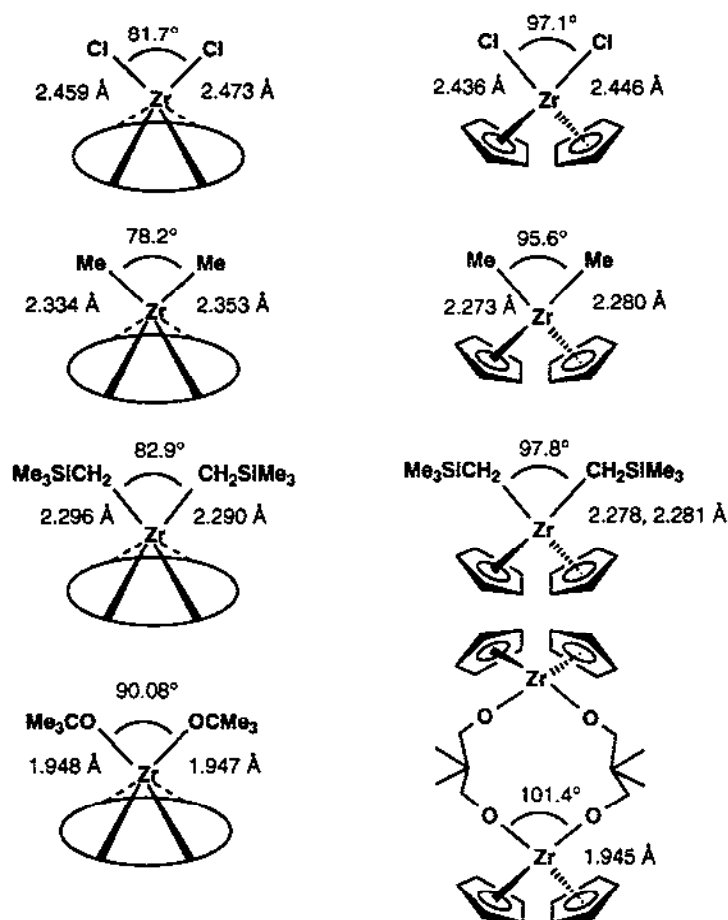 81.7°
Cl Cl
2.459 Å Zr 2.473 Å
97.1°
Cl Cl
2.436 Å Zr 2.446 Å
78.2°
Me Me
2.334 Å Zr 2.353 Å
95.6°
Me Me
2.273 Å Zr 2.280 Å
82.9°
Me₃SiCH₂ CH₂SiMe₃
2.296 Å Zr 2.290 Å
97.8°
Me₃SiCH₂ CH₂SiMe₃
Zr 2.278, 2.281 Å
90.08°
Me₃CO OCMe₃
1.948 Å Zr 1.947 Å
Zr
O O
101.4°
O O
Zr 1.945 Å